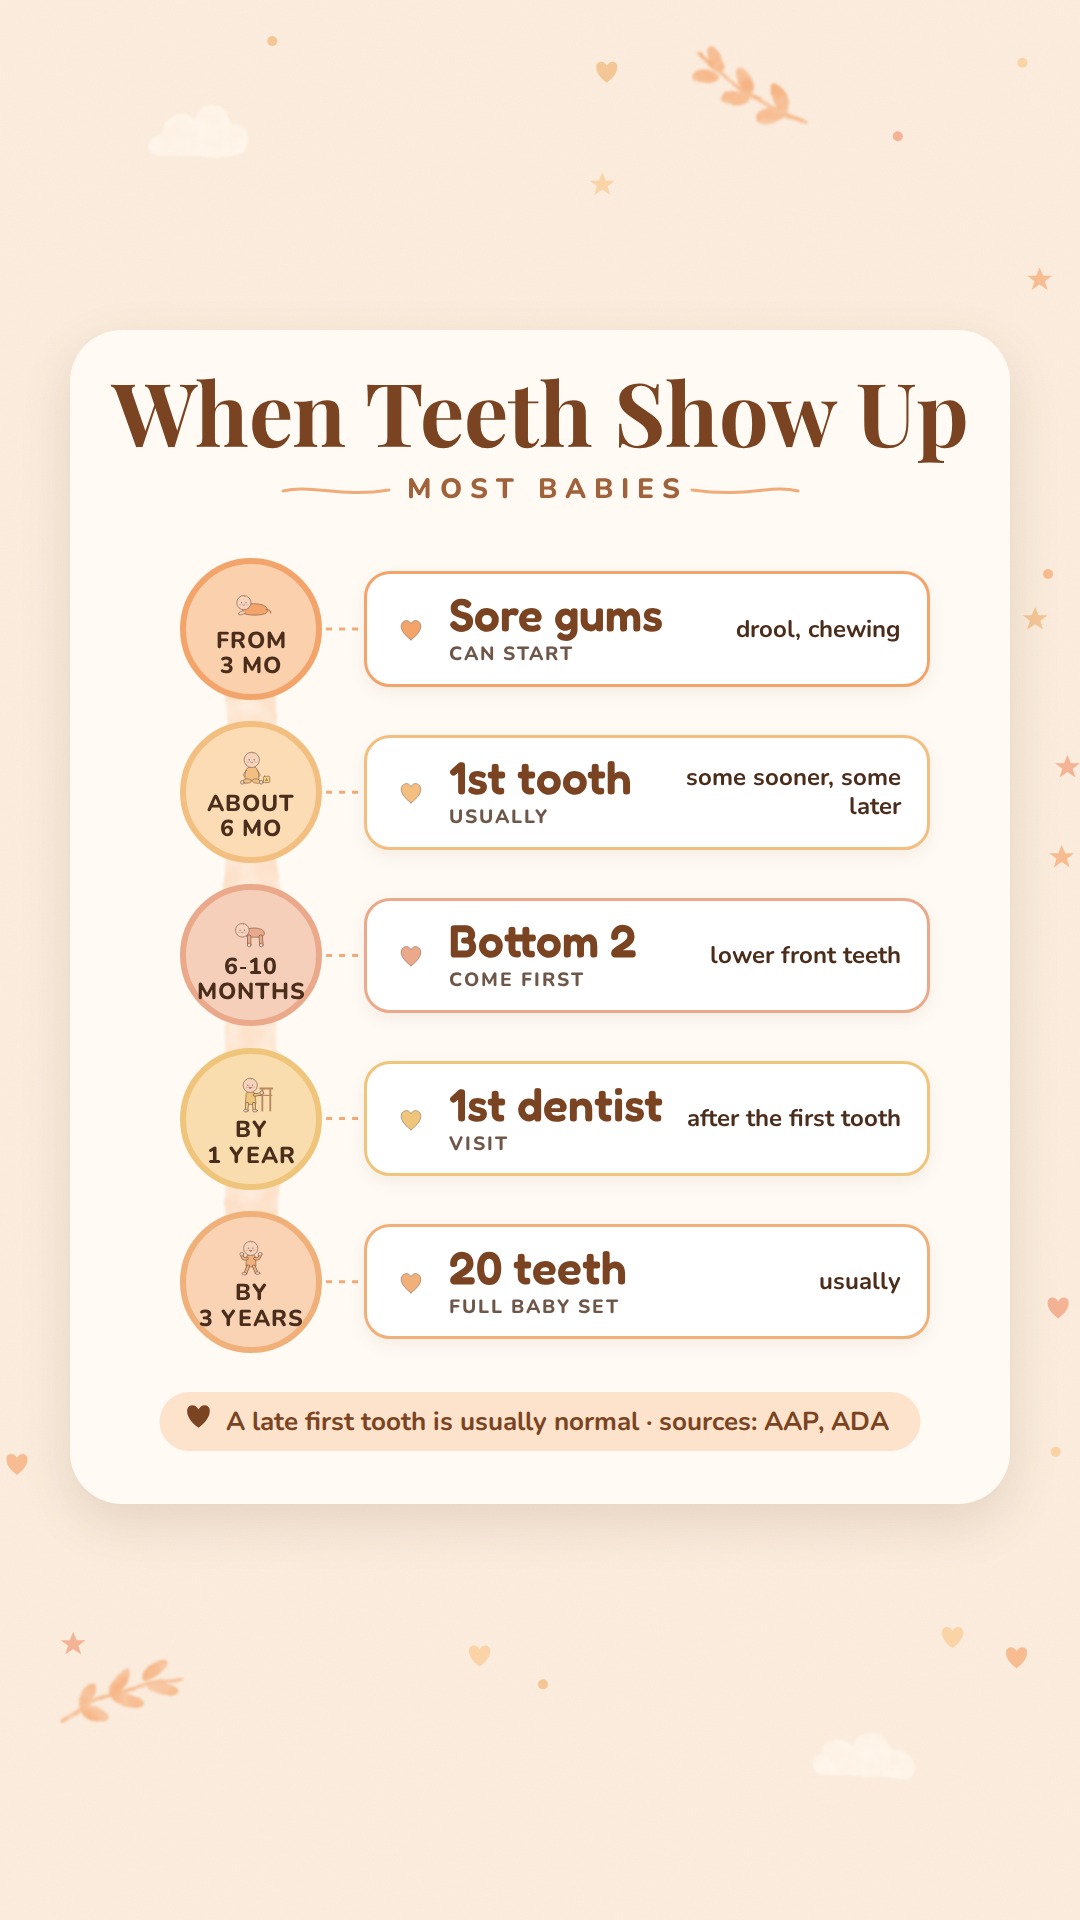 When Teeth Show Up
MOST BABIES
FROM
3 MO
Sore gums
CAN START
drool, chewing
ABOUT
6 MO
1st tooth
USUALLY
some sooner, some
later
6-10
MONTHS
Bottom 2
COME FIRST
lower front teeth
BY
1 YEAR
1st dentist
VISIT
after the first tooth
BY
3 YEARS
20 teeth
FULL BABY SET
usually
A late first tooth is usually normal · sources: AAP, ADA